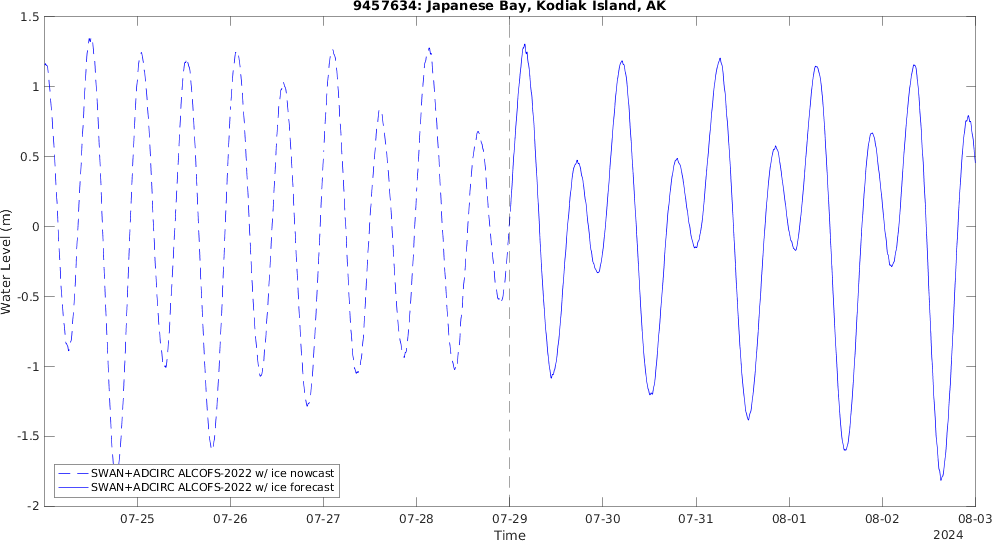 9457634: Japanese Bay, Kodiak Island, AK
1.5
1
0.5
0
-0.5
-1
-1.5
-2
Water Level (m)
SWAN+ADCIRC ALCOFS-2022 w/ ice nowcast
SWAN+ADCIRC ALCOFS-2022 w/ ice forecast
07-25 07-26 07-27 07-28 07-29 07-30 07-31 08-01 08-02 08-03
Time
2024